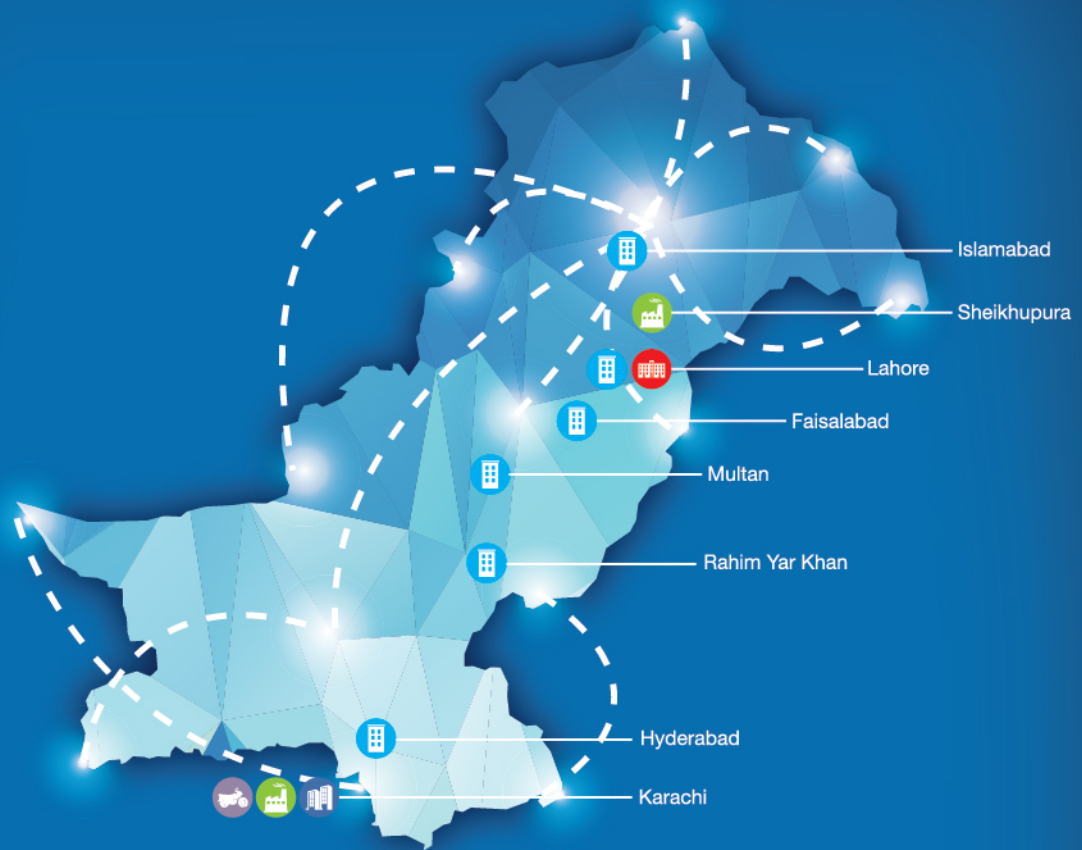 Islamabad
Sheikhupura
Lahore
Faisalabad
Multan
Rahim Yar Khan
Hyderabad
Karachi